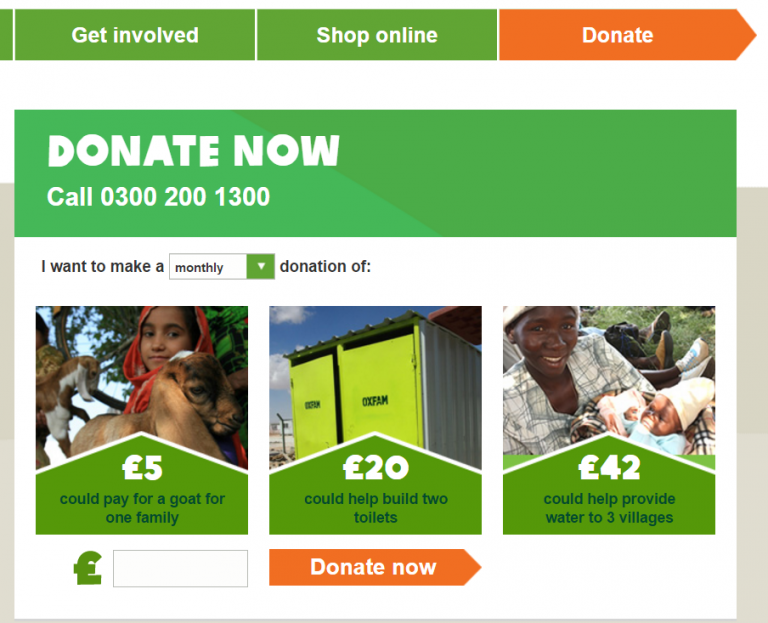 Get involved
Shop online
Donate
DONATE NOW
Call 0300 200 1300
I want to make a monthly donation of:
OXFAM
OXFAM
£5
could pay for a goat for
one family
£20
could help build two
toilets
£42
could help provide
water to 3 villages
£
Donate now